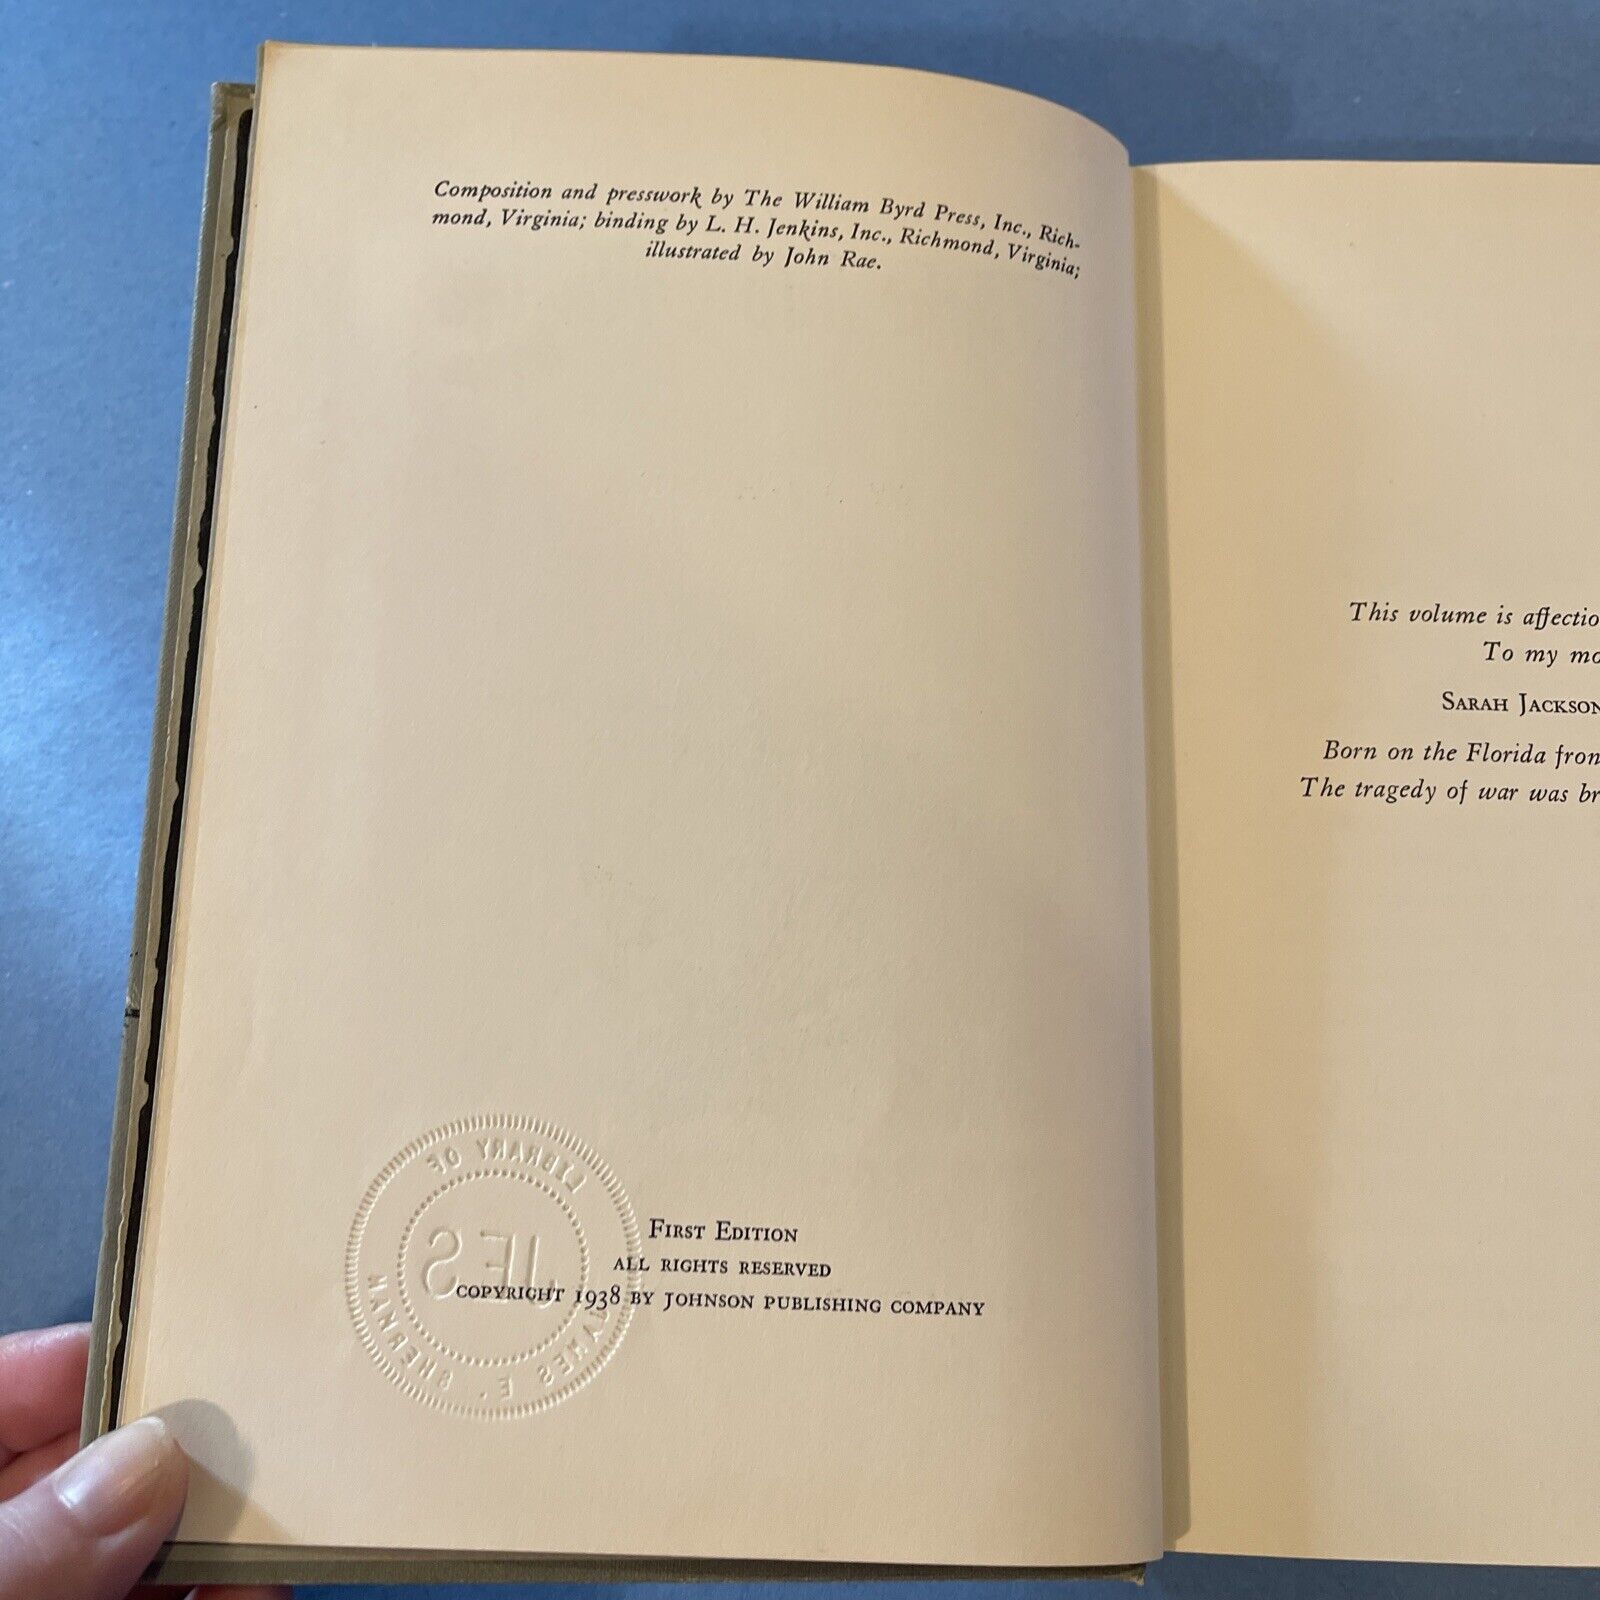 Composition and presswork by The William Byrd Press, Inc., Rich-
mond, Virginia; binding by L. H. Jenkins, Inc., Richmond, Virginia;
illustrated by John Rae.
LIBRARY OF
JES
JAMES E. SHERNAM
First Edition
ALL RIGHTS RESERVED
COPYRIGHT 1938 BY JOHNSON PUBLISHING COMPANY
This volume is affectio
To my mo
Sarah Jackson
Born on the Florida fron
The tragedy of war was br